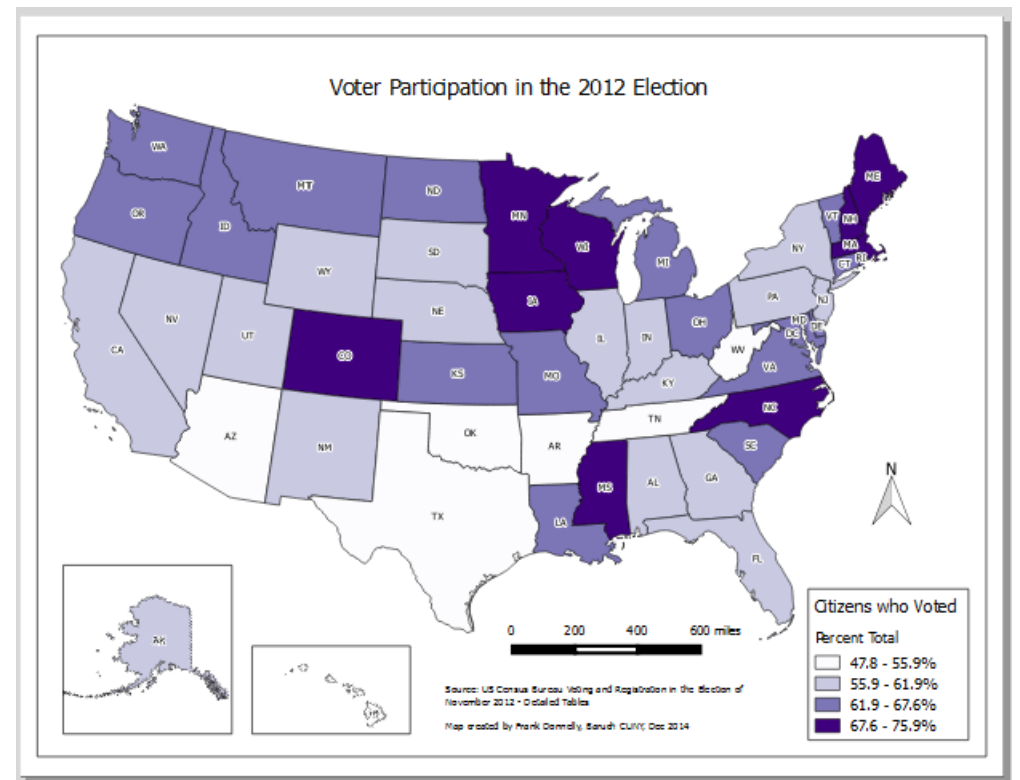 Voter Participation in the 2012 Election
WA
MT
ND
MN
ME
OR
ID
SD
WI
VT
NH
WY
MI
NY
MA
CT
RI
NE
IA
PA
NJ
NV
UT
IL
IN
OH
MD
DE
DC
CA
CO
KS
MO
WV
VA
KY
NC
AZ
NM
OK
AR
TN
SC
MS
AL
GA
TX
LA
FL
N
AK
HI
0 200 400 600 miles
Source: US Census Bureau Voting and Registration in the Election of
November 2012 - Detailed Tables
Map created by Frank Donnelly, Baruch CUNY, Dec 2014
Citizens who Voted
Percent Total
47.8 - 55.9%
55.9 - 61.9%
61.9 - 67.6%
67.6 - 75.9%